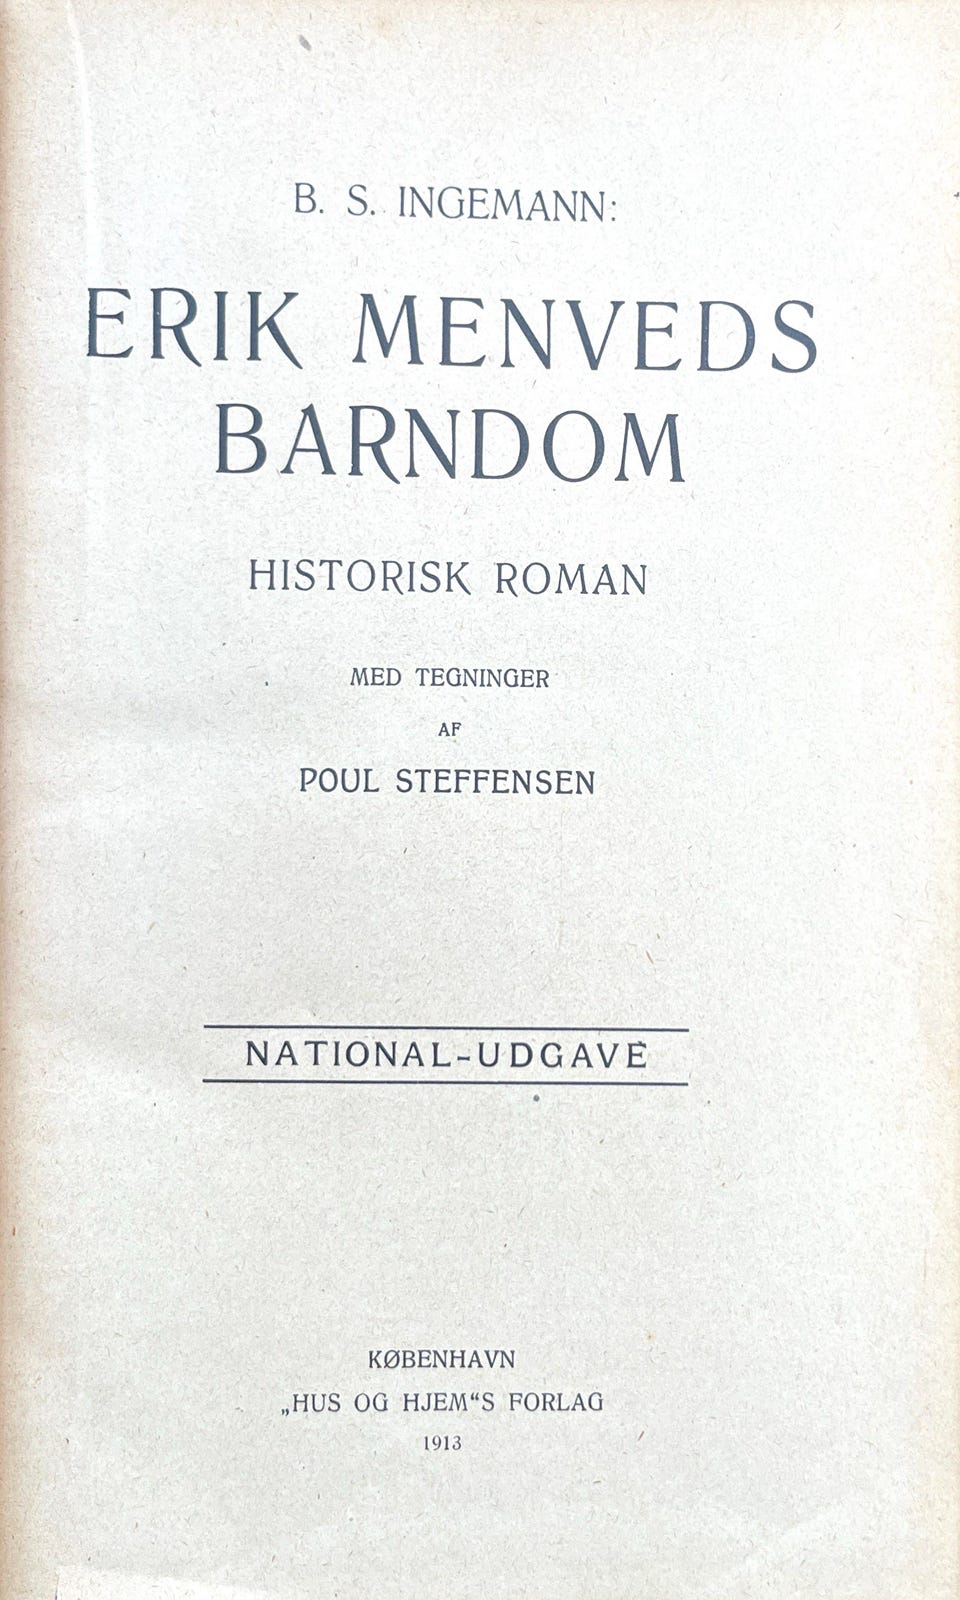 B. S. INGEMANN:
ERIK MENVEDS
BARNDOM
HISTORISK ROMAN
MED TEGNINGER
AF
POUL STEFFENSEN
NATIONAL-UDGAVE
KØBENHAVN
„HUS OG HJEM“S FORLAG
1913